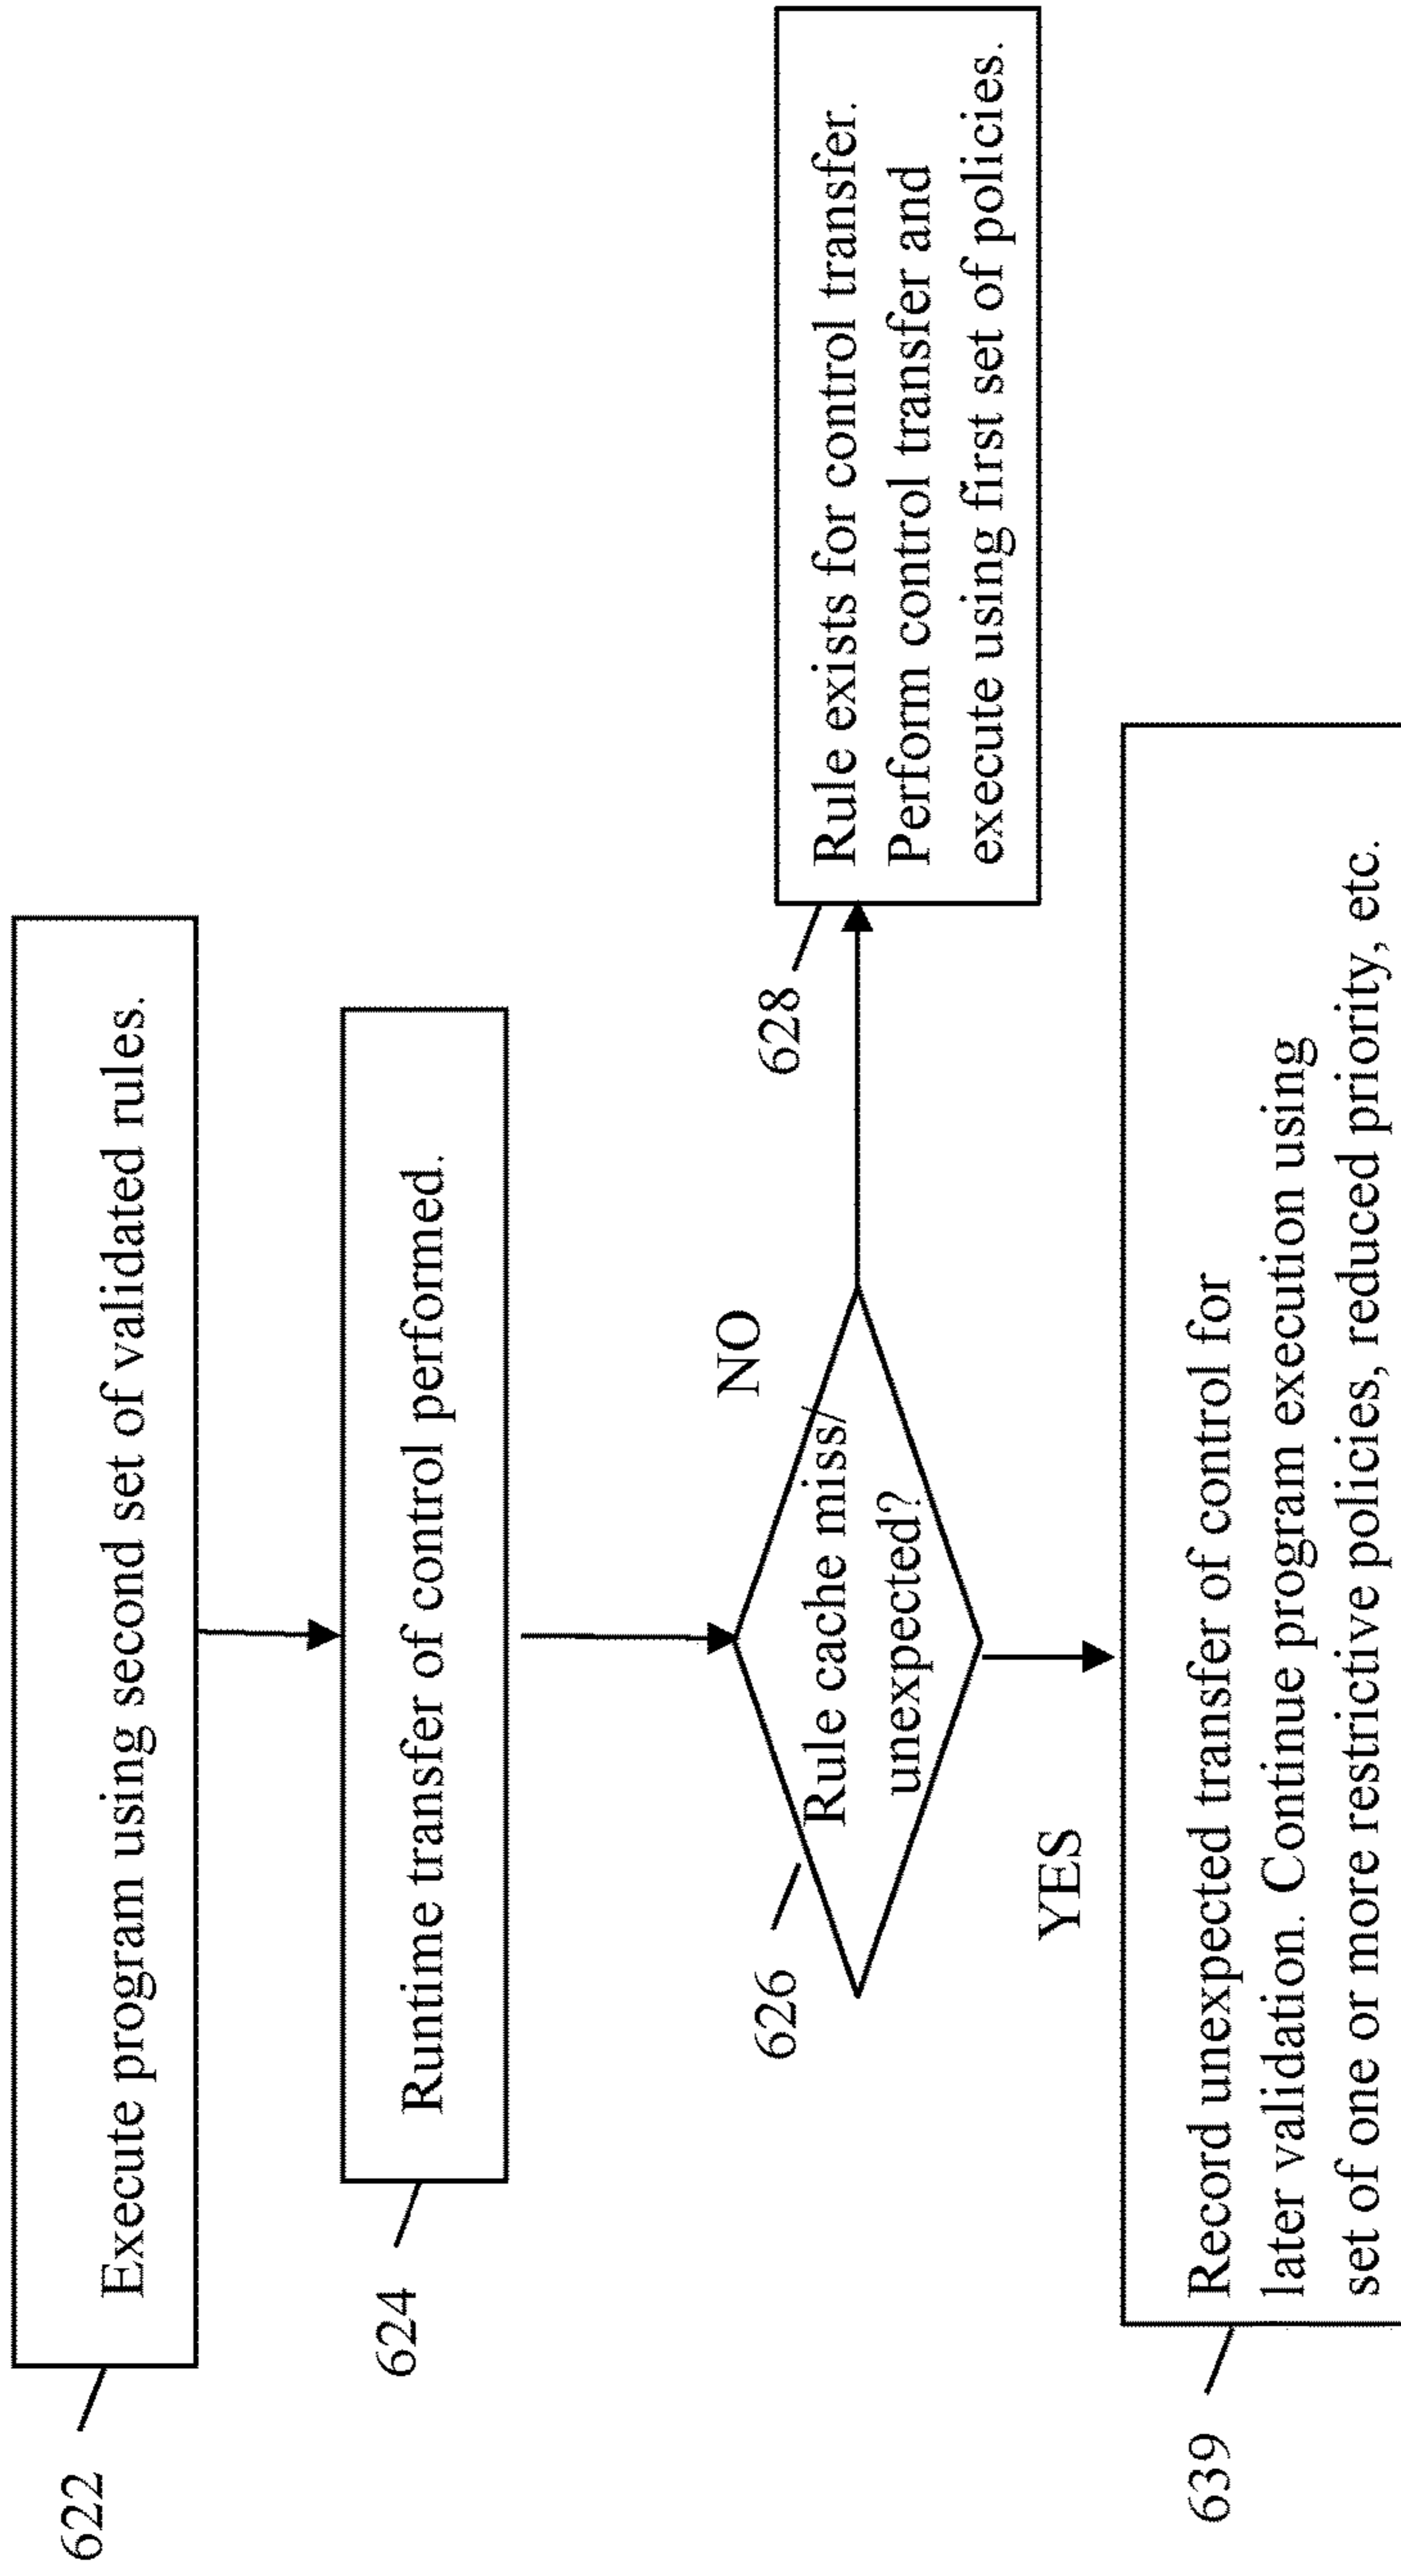 622
Execute program using second set of validated rules.
624
Runtime transfer of control performed.
626
Rule cache miss/
unexpected?
NO
628
Rule exists for control transfer.
Perform control transfer and
execute using first set of policies.
YES
639
Record unexpected transfer of control for
later validation. Continue program execution using
set of one or more restrictive policies, reduced priority, etc.